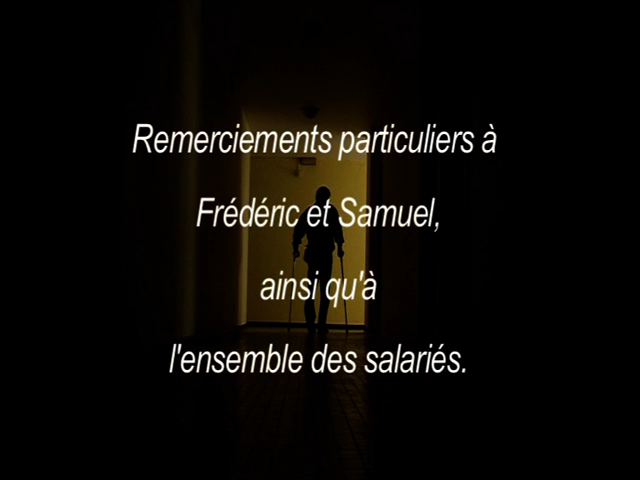 Remerciements particuliers à
Frédéric et Samuel,
ainsi qu'à
l'ensemble des salariés.